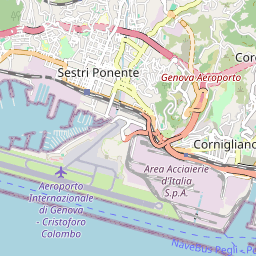 Cor
Sestri Ponente
Genova Aeroporto
Cornigliano
Area Acciaierie
d'Italia
S.p.A.
Aeroporto
Internazionale
di Genova
- Cristoforo
Colombo
NaveBus Pegli - Po